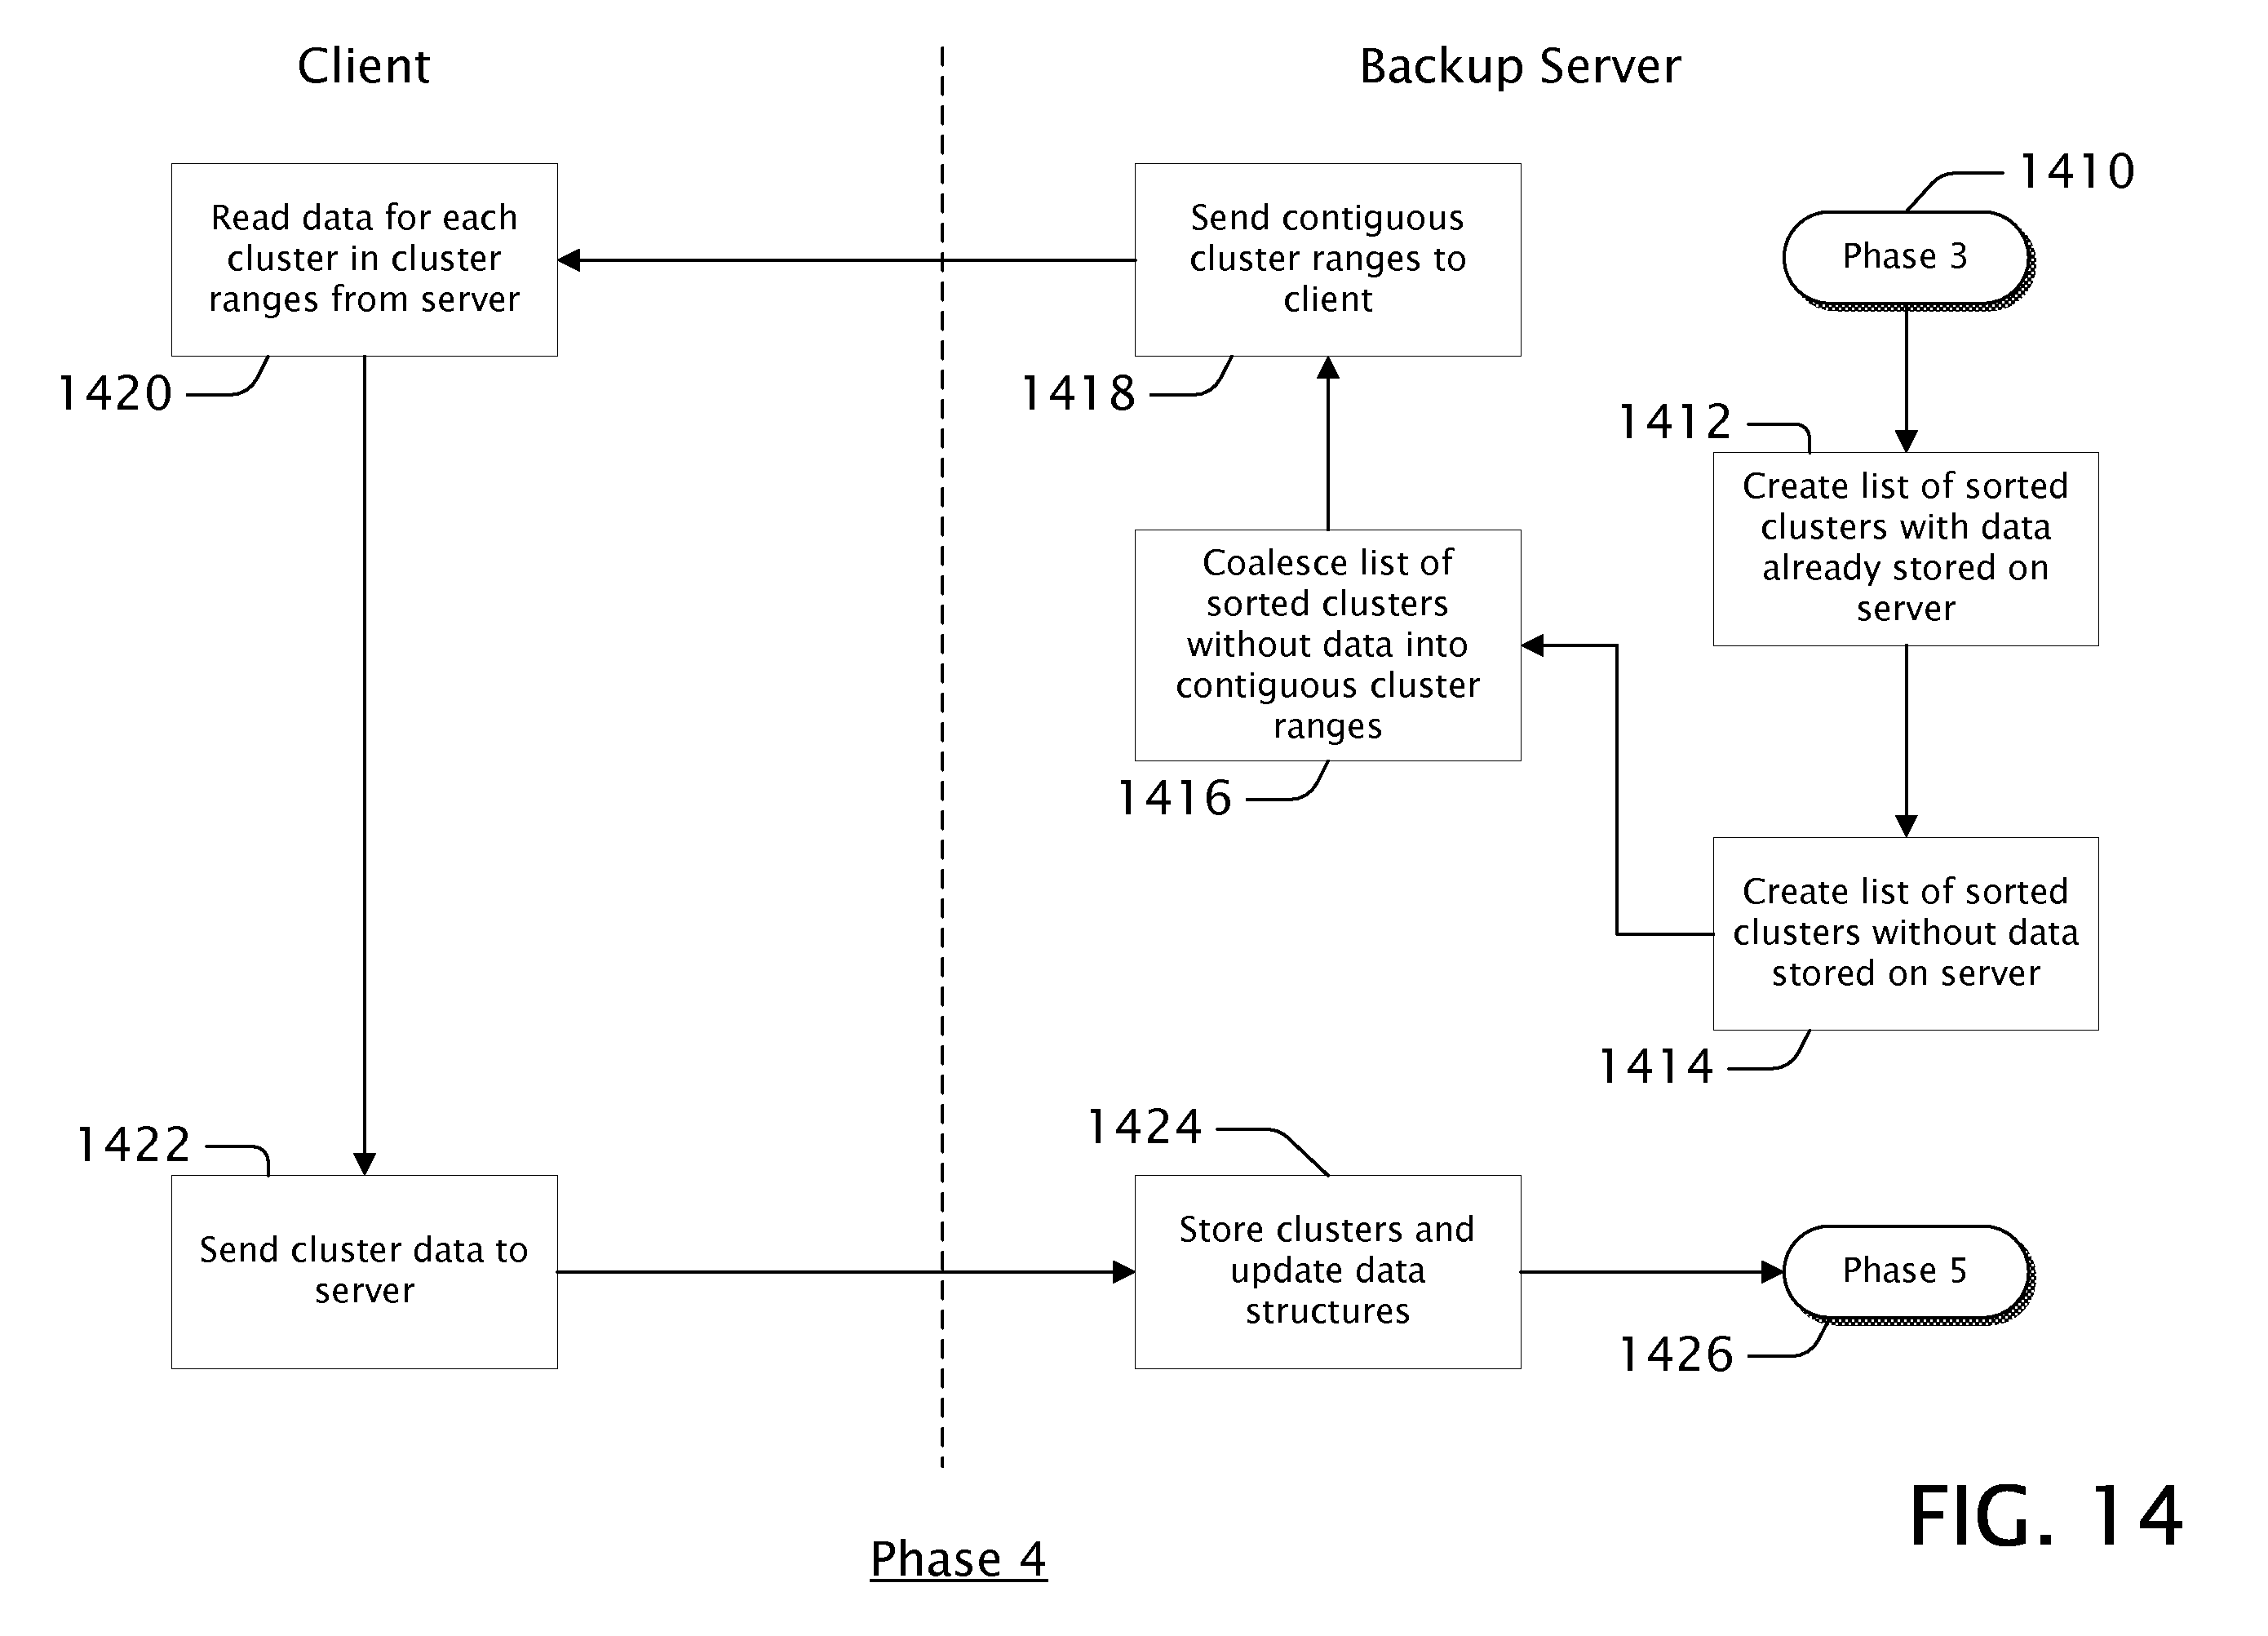 Client
Backup Server
1410
Phase 3
Read data for each
cluster in cluster
ranges from server
1420
Send contiguous
cluster ranges to
client
1418
1412
Create list of sorted
clusters with data
already stored on
server
Coalesce list of
sorted clusters
without data into
contiguous cluster
ranges
1416
Create list of sorted
clusters without data
stored on server
1414
1422
Send cluster data to
server
1424
Store clusters and
update data
structures
Phase 5
1426
Phase 4
FIG. 14